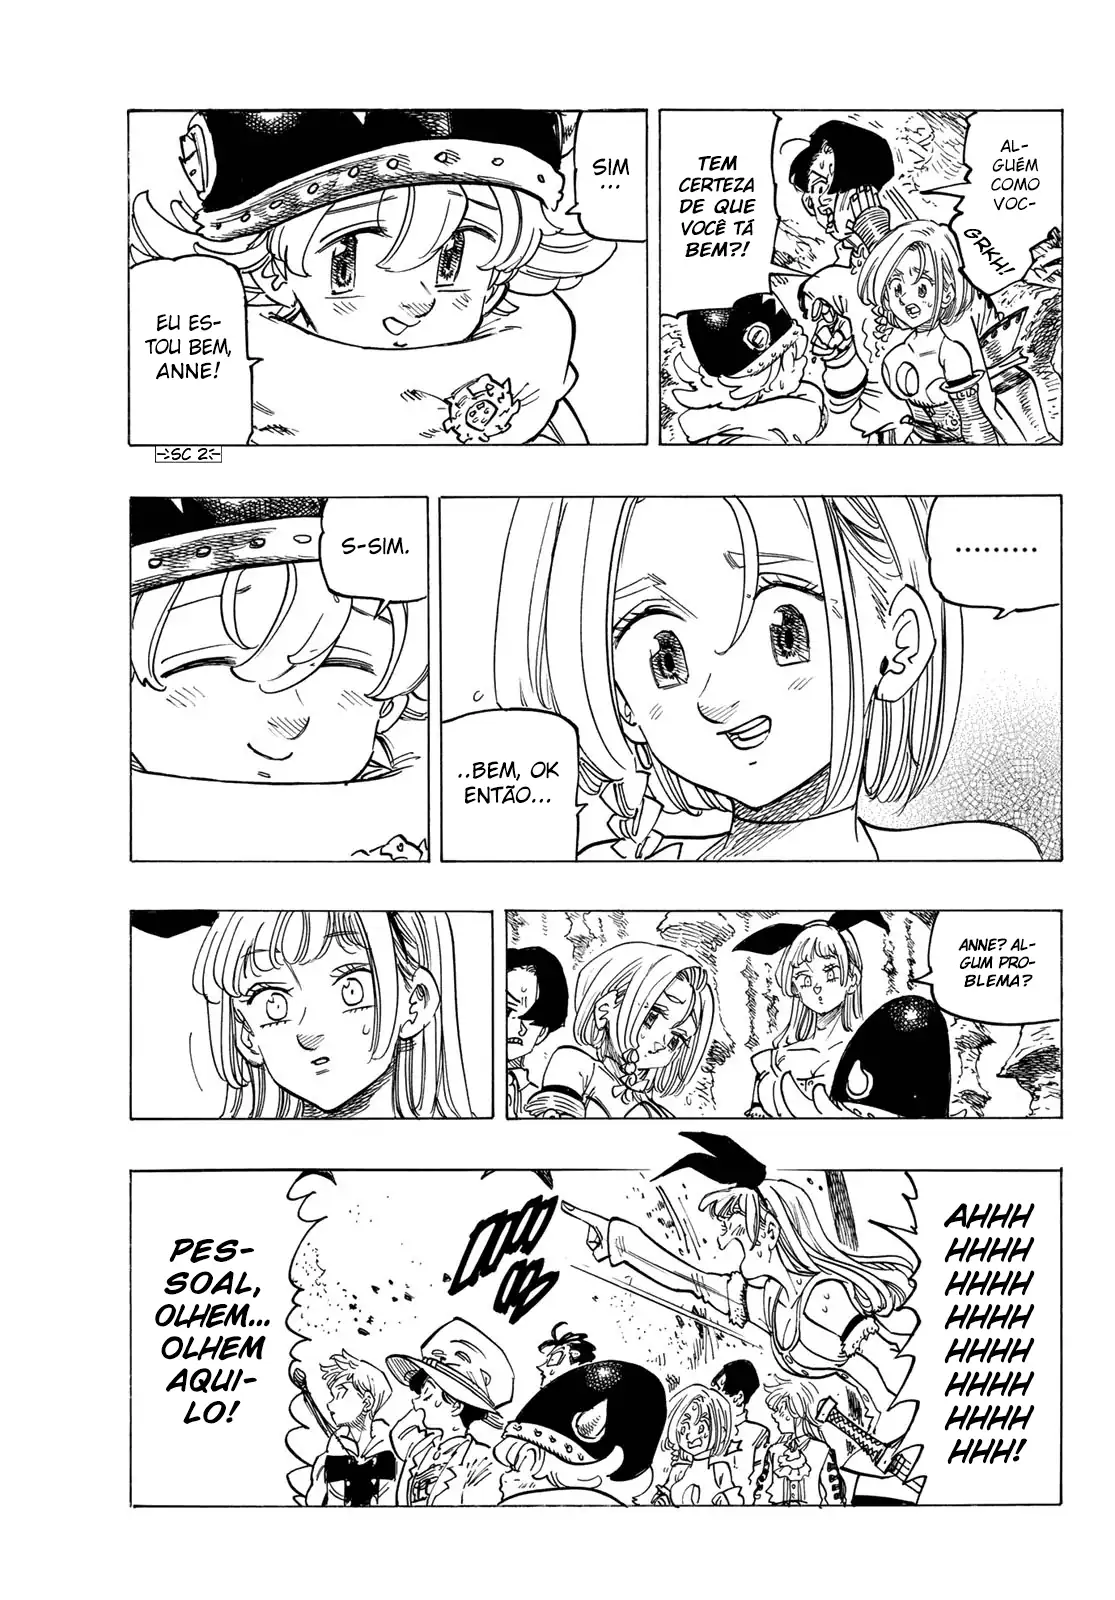 AL-
GUÉM
COMO
VOC-
GRKH!
TEM
CERTEZA
DE QUE
VOCÊ TÁ
BEM?!
SIM
...
EU ES-
TOU BEM,
ANNE!
SC 2
..........
..BEM, OK
ENTÃO...
S-SIM.
ANNE? AL-
GUM PRO-
BLEMA?
AHHH
HHHH
HHHH
HHHH
HHHH
HHHH
HHHH
HHH!
PES-
SOAL,
OLHEM...
OLHEM
AQUI-
LO!